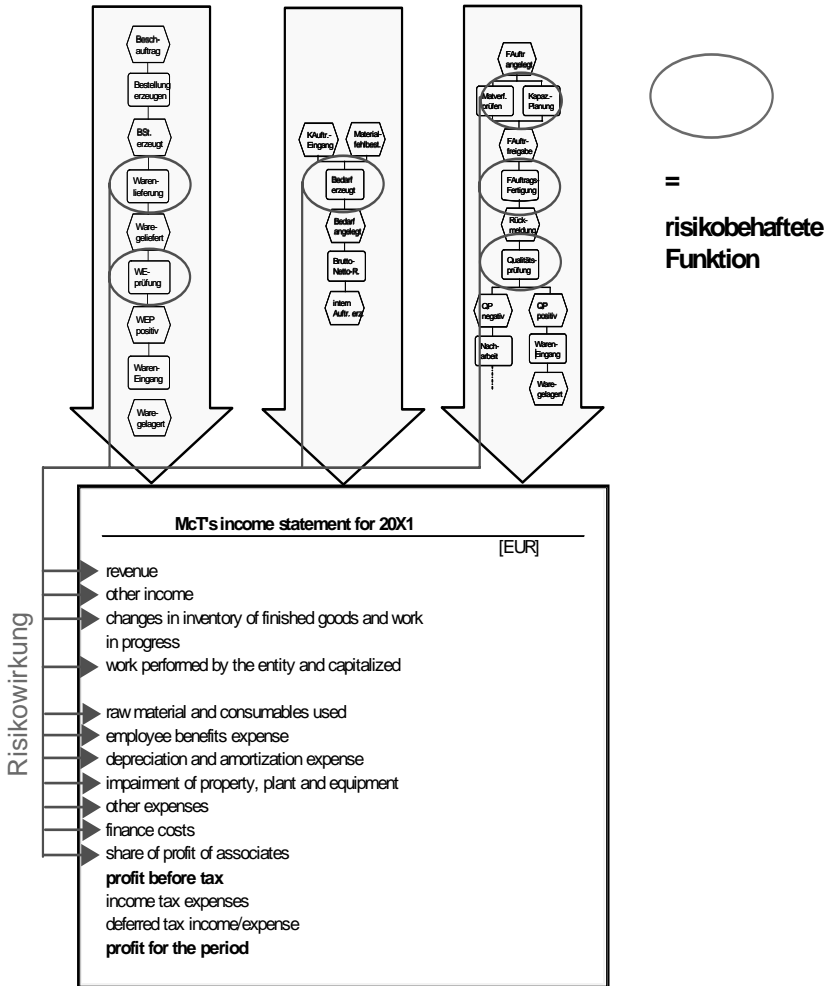 Besch-
auftrag
Bestellung
erzeugen
BSt.
erzeugt
Waren-
lieferung
Ware-
geliefert
WE-
prüfung
WEP
positiv
Waren-
Eingang
Ware-
gelagert
KAuftr.-
Eingang
Material-
fehlbest.
Bedarf
erzeugt
Bedarf
angelegt
Brutto-
Netto-R.
intern
Auftr. erz.
FAuftr
angelegt
Matverf.
prüfen
Kapaz.-
Planung
FAuftr-
freigabe
FAuftrags-
Fertigung
Rück-
meldung
Qualitäts-
prüfung
QP
negativ
QP
positiv
Nach-
arbeit
Waren-
Eingang
Ware-
gelagert
=
risikobehaftete
Funktion
Risikowirkung
McT's income statement for 20X1
[EUR]
revenue
other income
changes in inventory of finished goods and work
in progress
work performed by the entity and capitalized
raw material and consumables used
employee benefits expense
depreciation and amortization expense
impairment of property, plant and equipment
other expenses
finance costs
share of profit of associates
profit before tax
income tax expenses
deferred tax income/expense
profit for the period